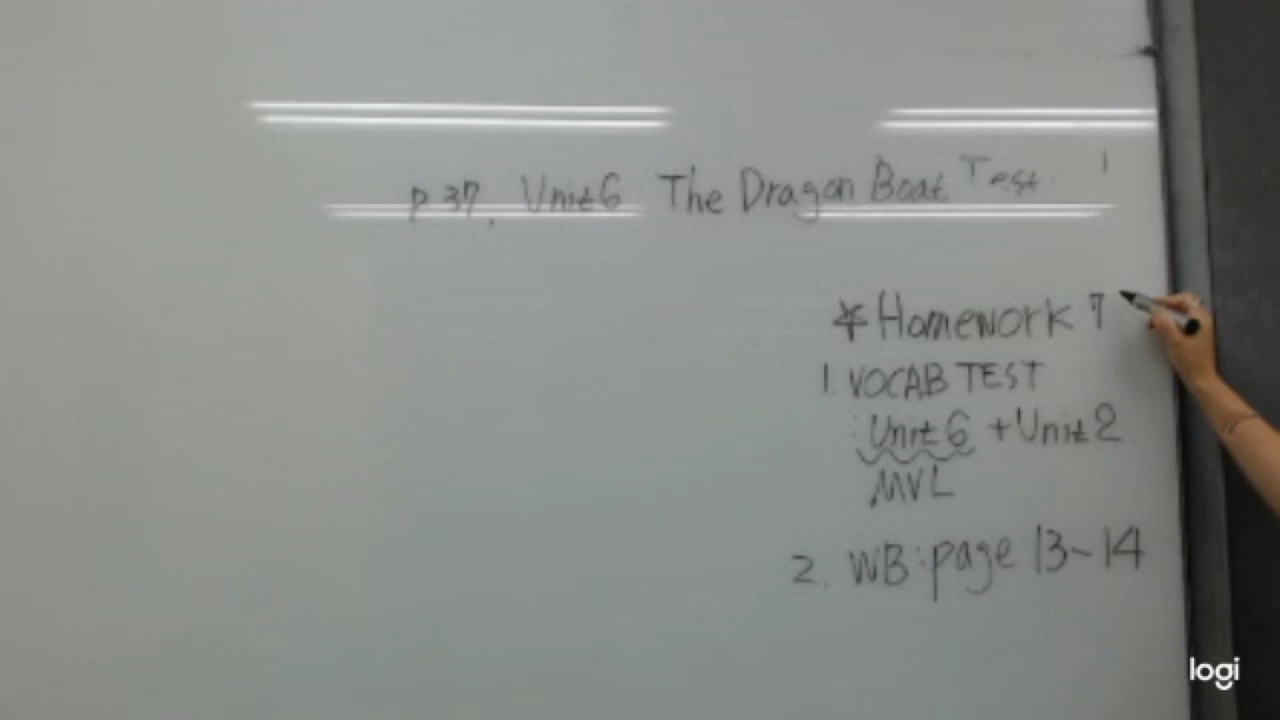 p 37. Unit 6 The Dragon Boat Test.
* Homework 7
1. VOCAB TEST
: Unit 6 + Unit 2
MVL
2. WB: page 13~14
logi